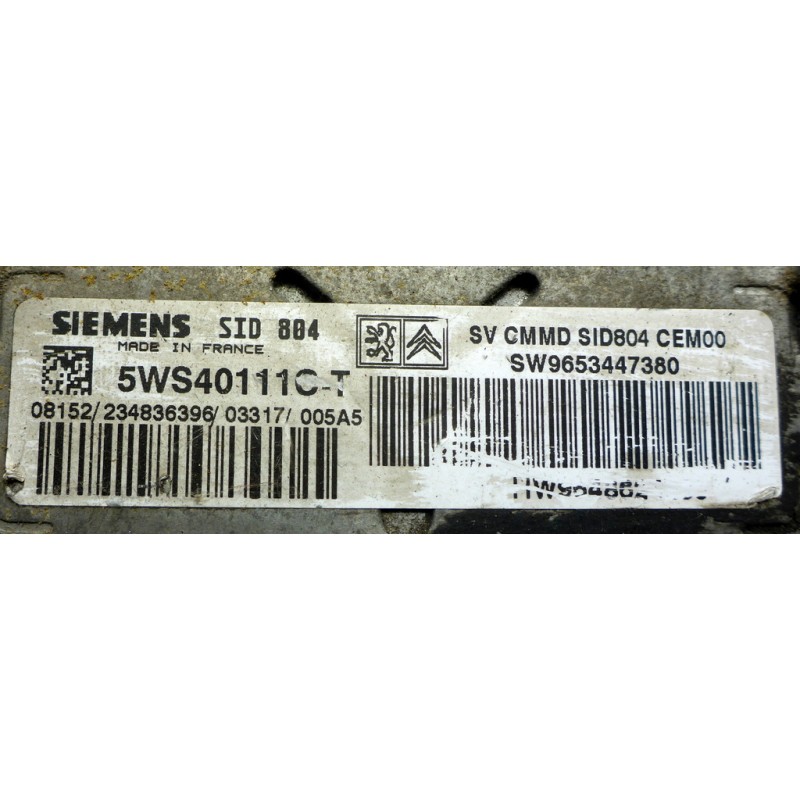 SIEMENS SID 804
MADE IN FRANCE
5WS40111C-T
08152/234836396/03317/005A5
SV CMMD SID804 CEM00
SW9653447380